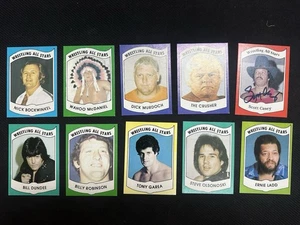 WRESTLING ALL STARS
NICK BOCKWINKEL
WRESTLING ALL STARS
WAHOO McDANIEL
WRESTLING ALL STARS
DICK MURDOCH
WRESTLING ALL STARS
THE CRUSHER
Wrestling All Stars
WRESTLING ALL STARS
BILL DUNDEE
WRESTLING ALL STARS
BILLY ROBINSON
WRESTLING ALL STARS
TONY GAREA
WRESTLING ALL STARS
STEVE OLSONOSKI
WRESTLING ALL STARS
ERNIE LADD